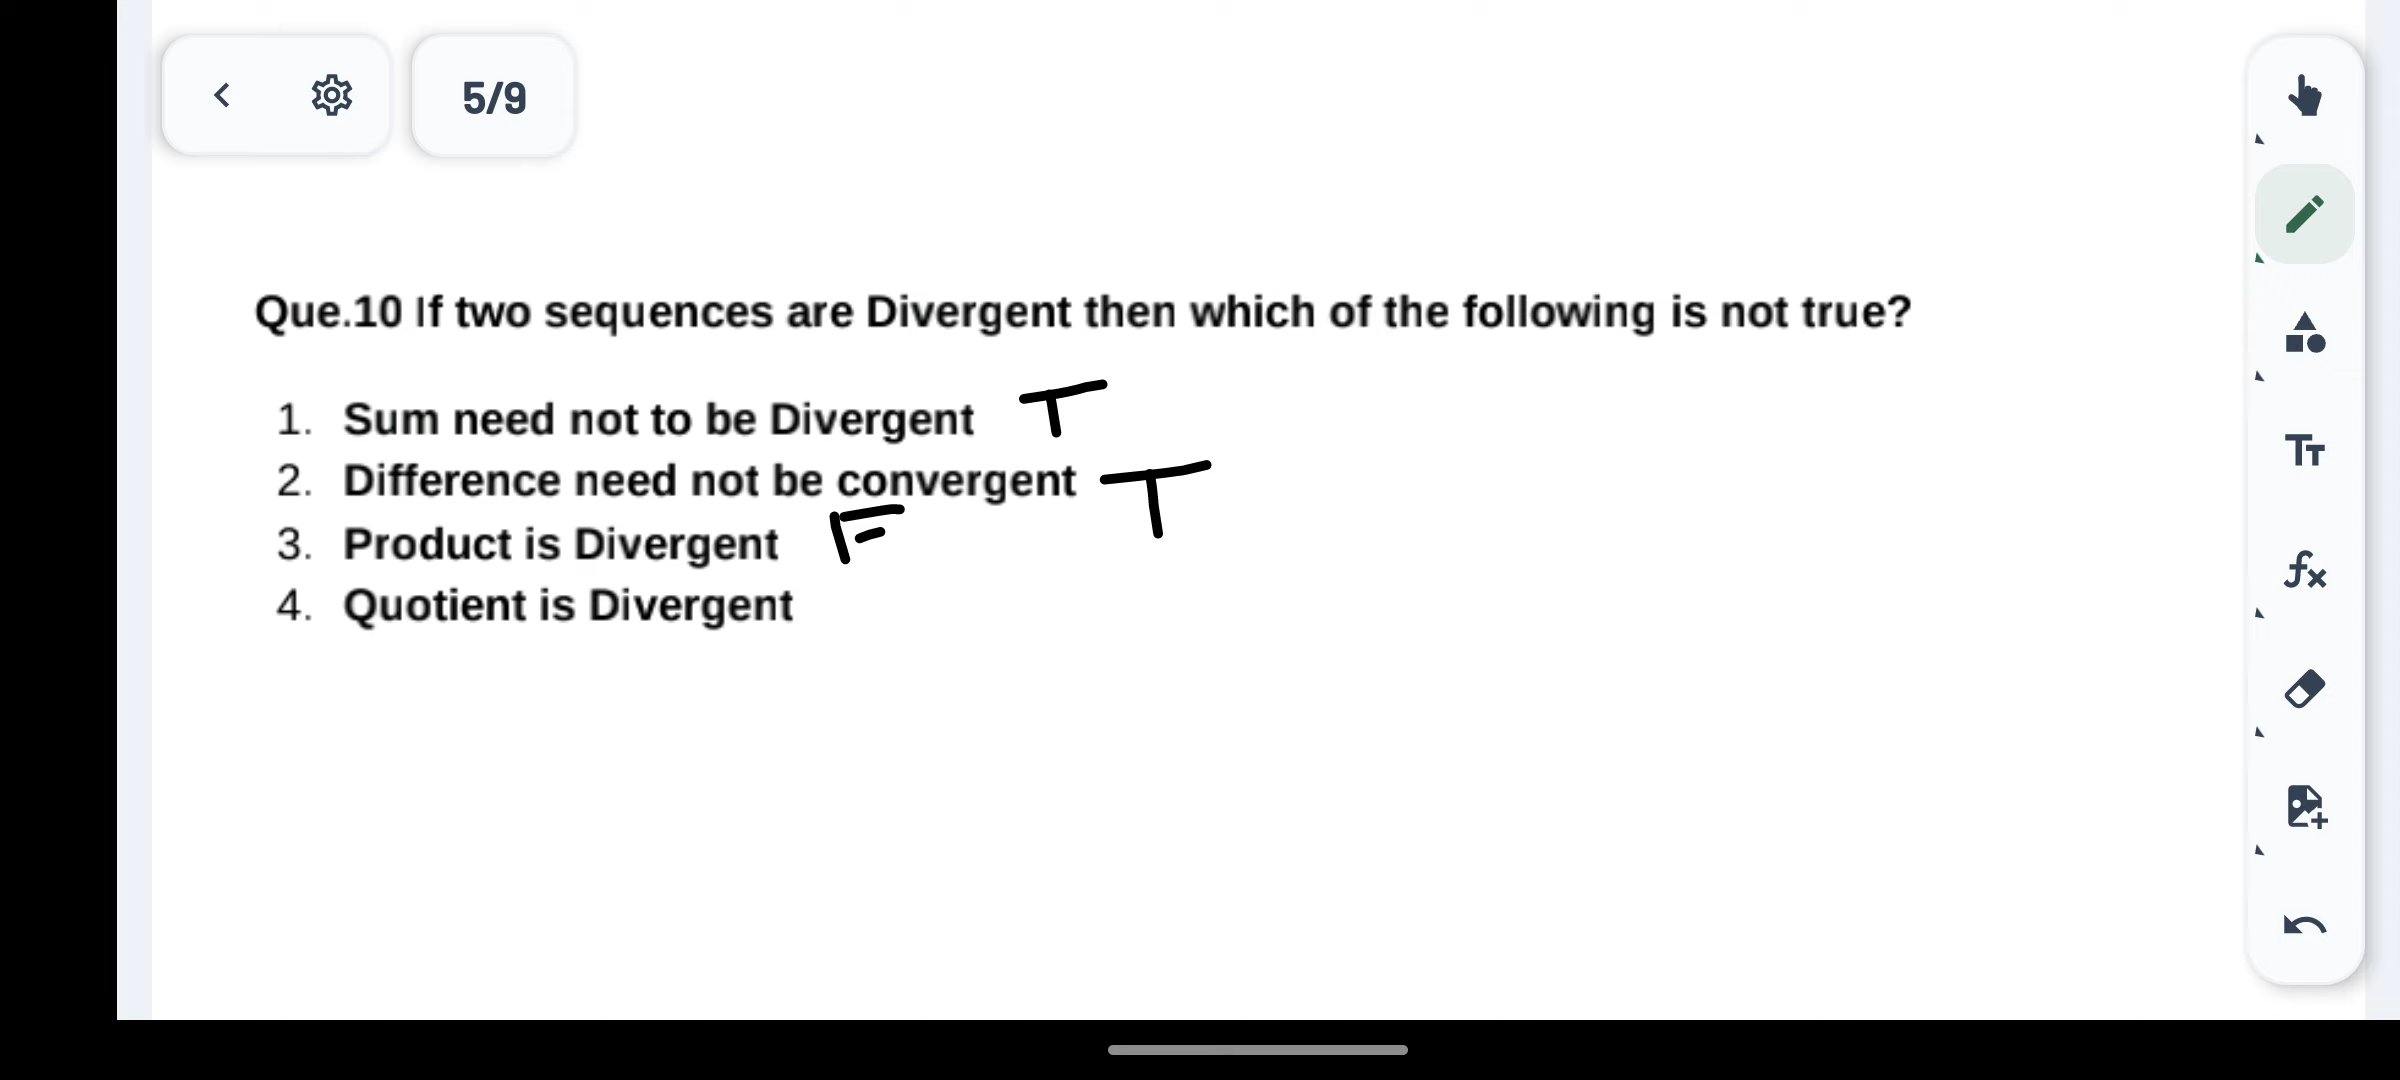 5/9
Que.10 If two sequences are Divergent then which of the following is not true?
1. Sum need not to be Divergent T
2. Difference need not be convergent T
3. Product is Divergent F
4. Quotient is Divergent
Tт
fx